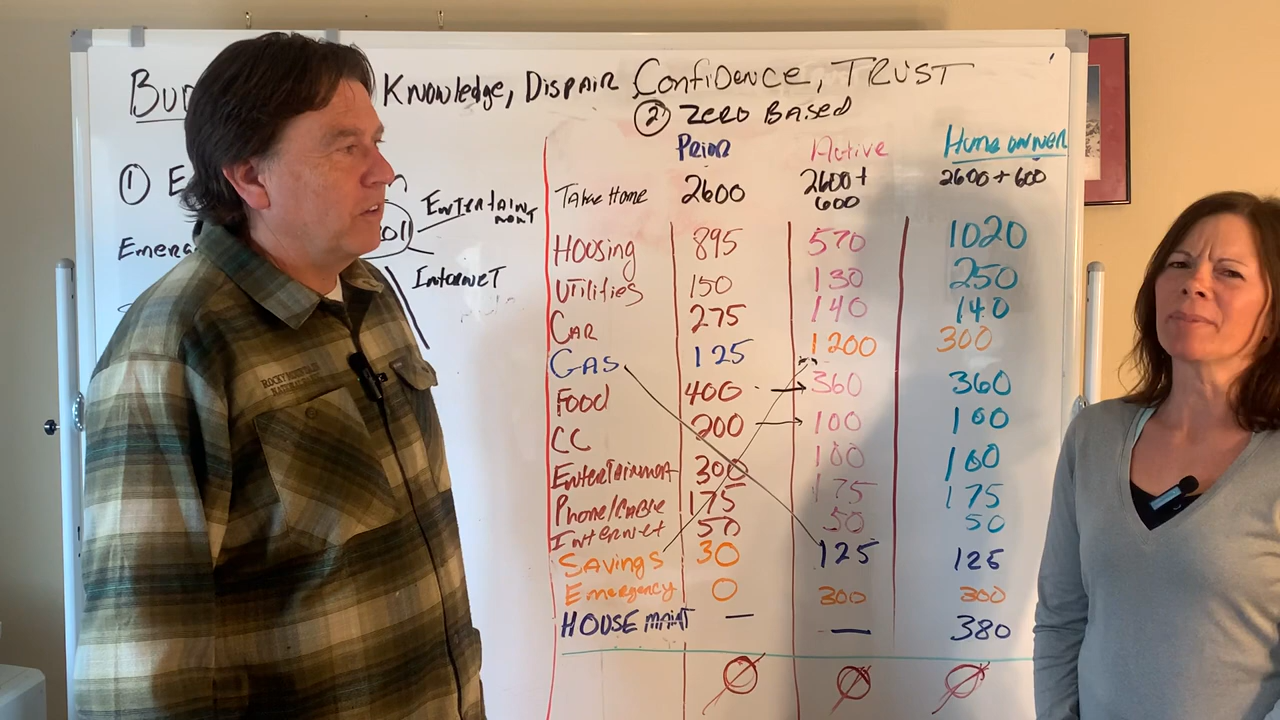 Bud Knowledge, Dispair Confidence, TRUST
② Zero Based
① E
Entertainment
Internet
Emerg
ROCKY MOUNTAIN
Prior Active Home owner
Take Home 2600 2600 + 600 2600 + 600
Housing 895 570 1020
Utilities 150 130 250
Car 275 140 140
Gas 125 1200 300
Food 400 360 360
CC 200 100 100
Entertainment 300 100 100
Phone/Cable 175 175 175
Internet 50 50 50
Savings 30 125 125
Emergency 0 300 300
House maint — — 380
Ø Ø Ø